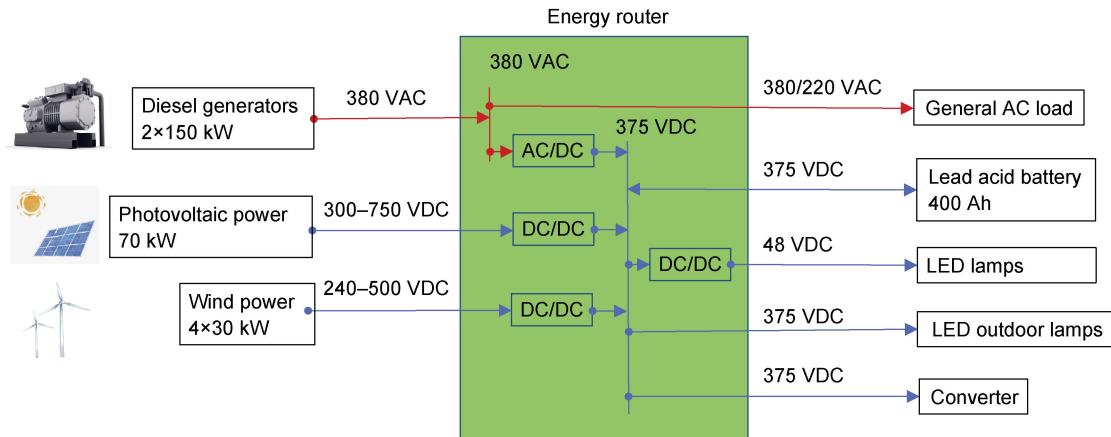 Energy router
380 VAC
Diesel generators
2×150 kW
380 VAC
380/220 VAC
General AC load
375 VDC
AC/DC
375 VDC
Lead acid battery
400 Ah
Photovoltaic power
70 kW
300–750 VDC
DC/DC
DC/DC
48 VDC
LED lamps
Wind power
4×30 kW
240–500 VDC
DC/DC
375 VDC
LED outdoor lamps
375 VDC
Converter